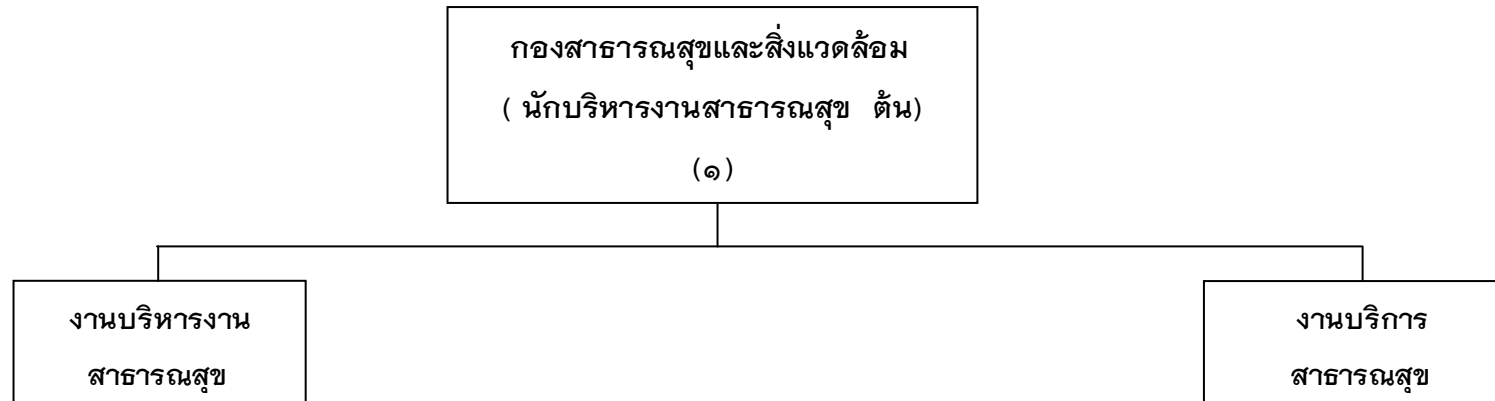 กองสาธารณสุขและสิ่งแวดล้อม
( นักบริหารงานสาธารณสุข ต้น)
(๑)
งานบริหารงาน
สาธารณสุข
งานบริการ
สาธารณสุข